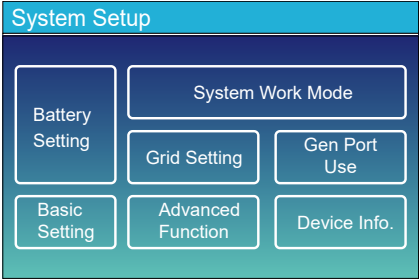 System Setup
Battery
Setting
System Work Mode
Grid Setting
Gen Port
Use
Basic
Setting
Advanced
Function
Device Info.